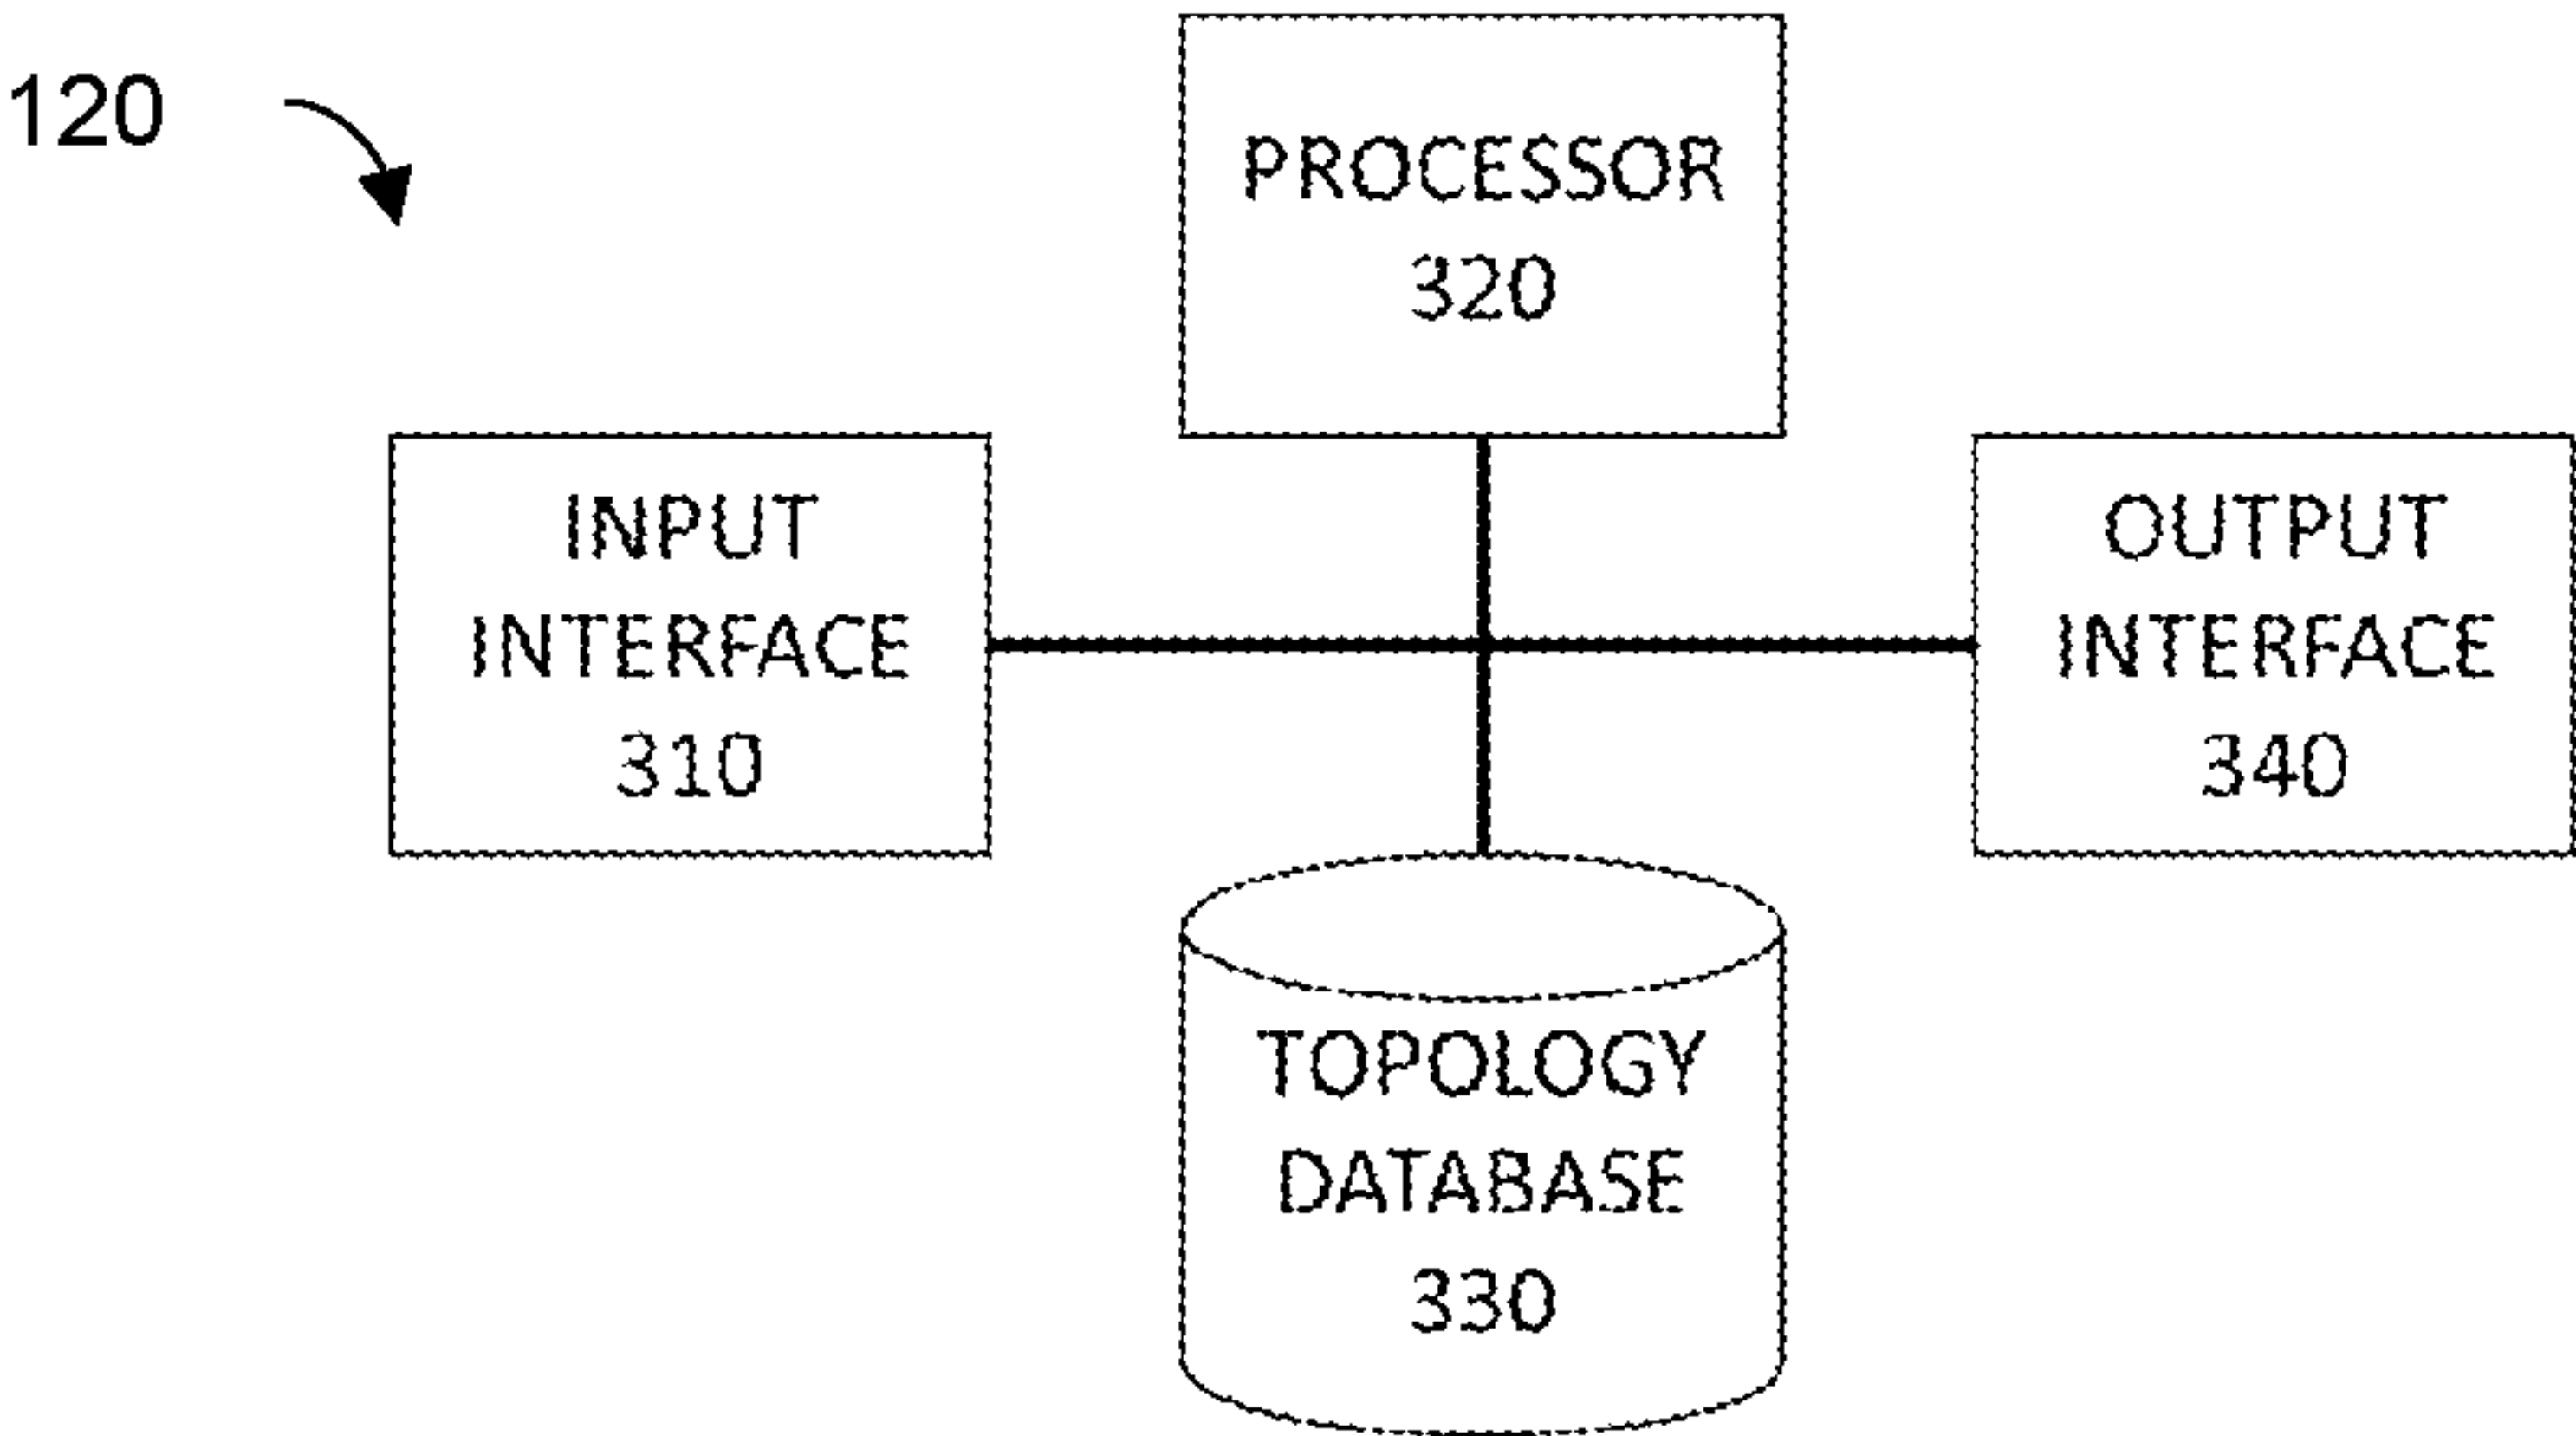 120
PROCESSOR
320
INPUT
INTERFACE
310
OUTPUT
INTERFACE
340
TOPOLOGY
DATABASE
330